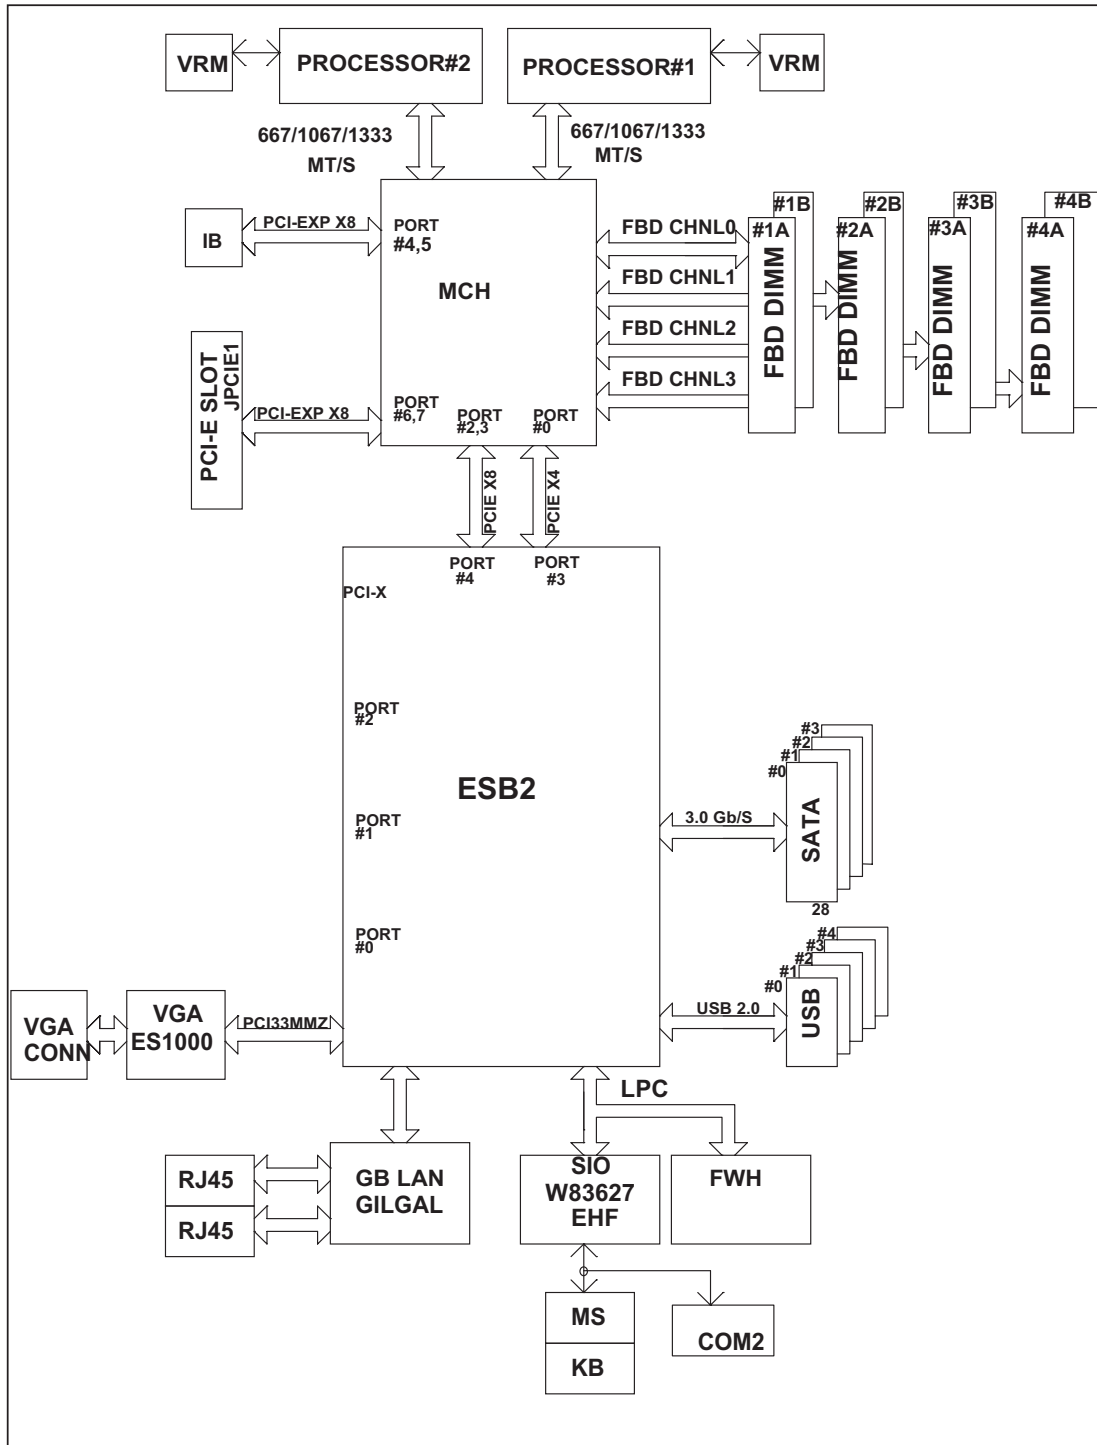 VRM
PROCESSOR#2
PROCESSOR#1
VRM
667/1067/1333
MT/S
667/1067/1333
MT/S
IB
PCI-EXP X8
PORT
#4,5
MCH
FBD CHNL0
FBD CHNL1
FBD CHNL2
FBD CHNL3
#1B
#1A
FBD DIMM
#2B
#2A
FBD DIMM
#3B
#3A
FBD DIMM
#4B
#4A
FBD DIMM
PCI-E SLOT
JPCIE1
PCI-EXP X8
PORT
#6,7
PORT
#2,3
PORT
#0
PCIE X8
PCIE X4
PORT
#4
PORT
#3
PCI-X
PORT
#2
ESB2
PORT
#1
PORT
#0
3.0 Gb/S
#3
#2
#1
#0
SATA
28
#4
#3
#2
#1
#0
USB
USB 2.0
VGA
CONN
VGA
ES1000
PCI33MMZ
LPC
RJ45
RJ45
GB LAN
GILGAL
SIO
W83627
EHF
FWH
MS
KB
COM2